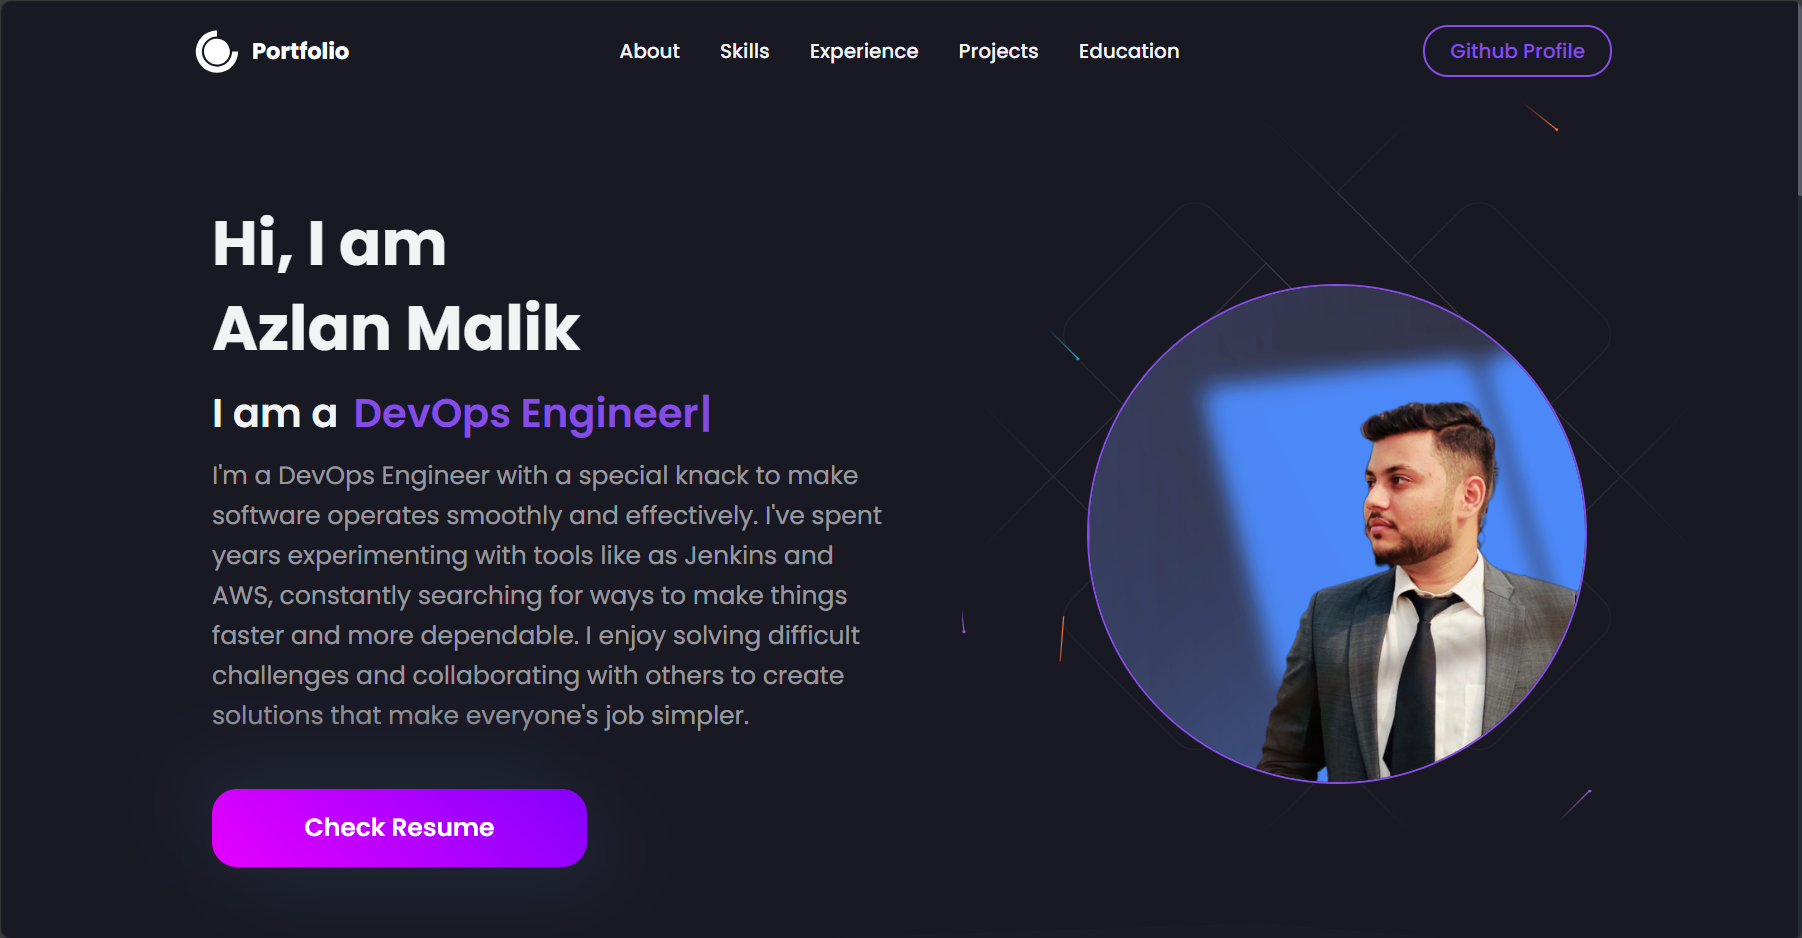 Portfolio
About Skills Experience Projects Education
Github Profile
Hi, I am
Azlan Malik
I am a DevOps Engineer|
I'm a DevOps Engineer with a special knack to make
software operates smoothly and effectively. I've spent
years experimenting with tools like as Jenkins and
AWS, constantly searching for ways to make things
faster and more dependable. I enjoy solving difficult
challenges and collaborating with others to create
solutions that make everyone's job simpler.
Check Resume